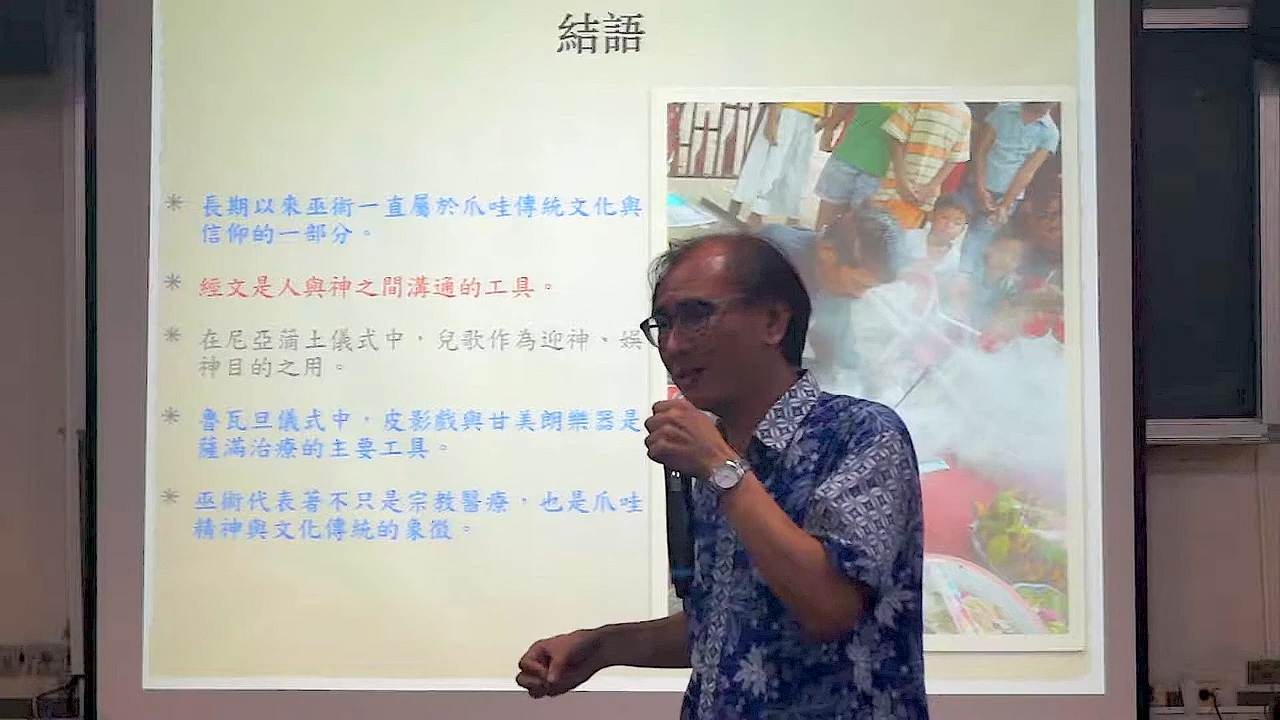 結語
長期以來巫術一直屬於爪哇傳統文化與
信仰的一部分。
經文是人與神之間溝通的工具。
在尼亞蒲土儀式中，兒歌作為迎神、娛
神目的之用。
魯瓦旦儀式中，皮影戲與甘美朗樂器是
薩滿治療的主要工具。
巫術代表著不只是宗教醫療，也是爪哇
精神與文化傳統的象徵。